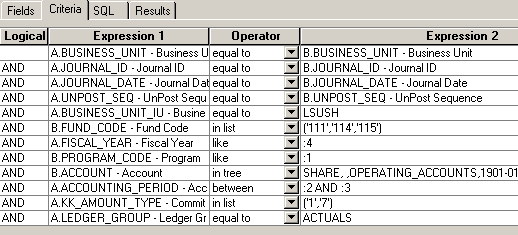 Fields Criteria SQL Results
Logical Expression 1 Operator Expression 2
A.BUSINESS_UNIT - Business U equal to B.BUSINESS_UNIT - Business Unit
AND A.JOURNAL_ID - Journal ID equal to B.JOURNAL_ID - Journal ID
AND A.JOURNAL_DATE - Journal Dat equal to B.JOURNAL_DATE - Journal Date
AND A.UNPOST_SEQ - UnPost Sequ equal to B.UNPOST_SEQ - UnPost Sequence
AND A.BUSINESS_UNIT_IU - Busine equal to LSUSH
AND B.FUND_CODE - Fund Code in list ('111','114','115')
AND A.FISCAL_YEAR - Fiscal Year like :4
AND B.PROGRAM_CODE - Program like :1
AND B.ACCOUNT - Account in tree SHARE, ,OPERATING_ACCOUNTS,1901-01
AND A.ACCOUNTING_PERIOD - Acc between :2 AND :3
AND A.KK_AMOUNT_TYPE - Commit in list ('1','7')
AND A.LEDGER_GROUP - Ledger Gr equal to ACTUALS